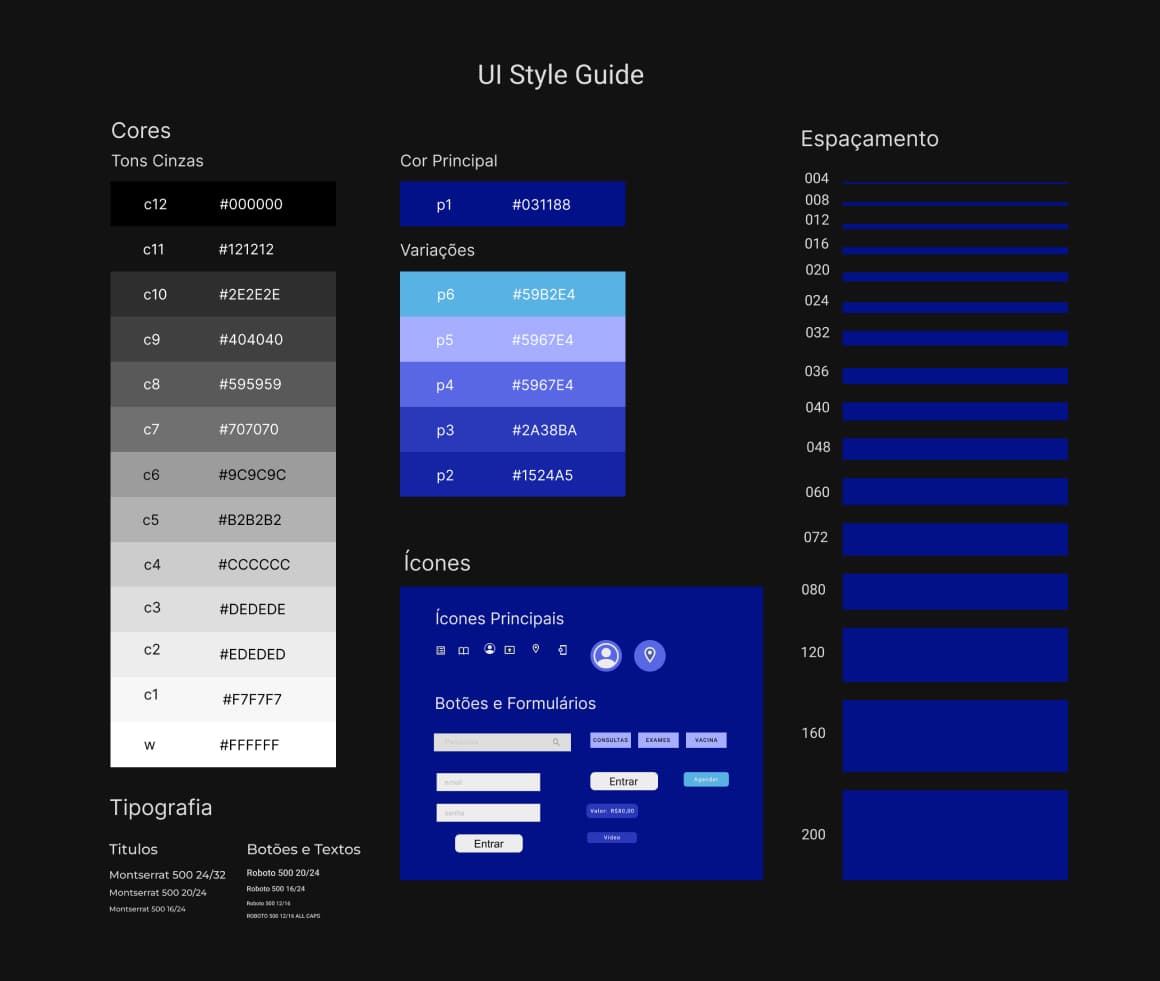 UI Style Guide
Cores
Tons Cinzas
c12 #000000
c11 #121212
c10 #2E2E2E
c9 #404040
c8 #595959
c7 #707070
c6 #9C9C9C
c5 #B2B2B2
c4 #CCCCCC
c3 #DEDEDE
c2 #EDEDED
c1 #F7F7F7
w #FFFFFF
Tipografia
Titulos
Montserrat 500 24/32
Montserrat 500 20/24
Montserrat 500 16/24
Botões e Textos
Roboto 500 20/24
Roboto 500 16/24
Roboto 500 12/16
ROBOTO 500 12/16 ALL CAPS
Cor Principal
p1 #031188
Variações
p6 #59B2E4
p5 #5967E4
p4 #5967E4
p3 #2A38BA
p2 #1524A5
Ícones
Ícones Principais
Botões e Formulários
Pesquisar
CONSULTAS EXAMES VACINA
email
Entrar Agendar
senha
Valor: R$80,00
Entrar
Vídeo
Espaçamento
004
008
012
016
020
024
032
036
040
048
060
072
080
120
160
200